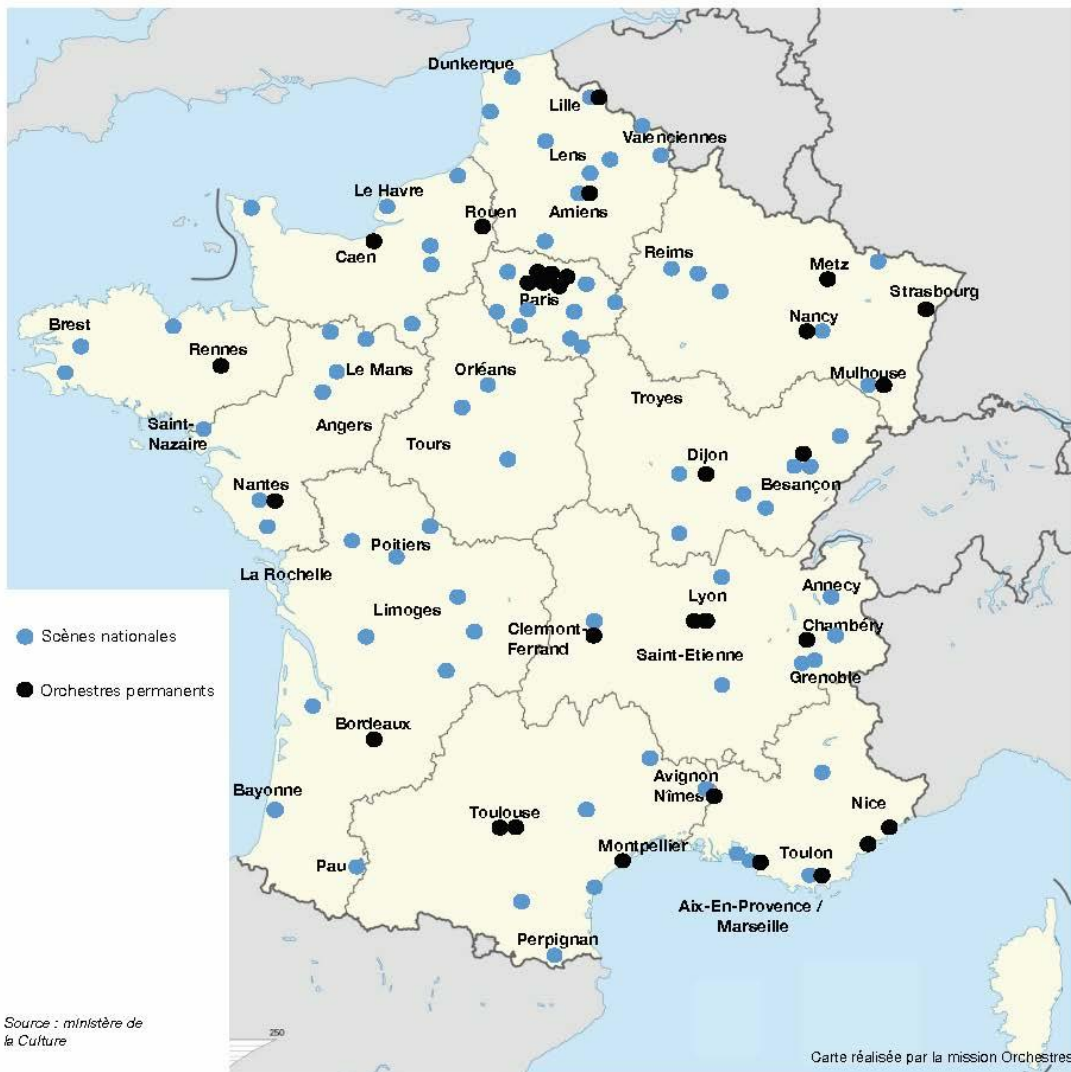 Dunkerque
Lille
Valenciennes
Lens
Le Havre
Rouen
Amiens
Caen
Reims
Metz
Paris
Strasbourg
Brest
Nancy
Rennes
Le Mans
Orléans
Mulhouse
Troyes
Saint-
Nazaire
Angers
Tours
Dijon
Nantes
Besançon
Poitiers
La Rochelle
Annecy
Limoges
Lyon
Scènes nationales
Clermont-
Ferrand
Chambéry
Saint-Etienne
Grenoble
Orchestres permanents
Bordeaux
Avignon
Nîmes
Bayonne
Nice
Toulouse
Montpellier
Pau
Toulon
Aix-En-Provence /
Marseille
Perpignan
Source : ministère de
la Culture
250
Carte réalisée par la mission Orchestres